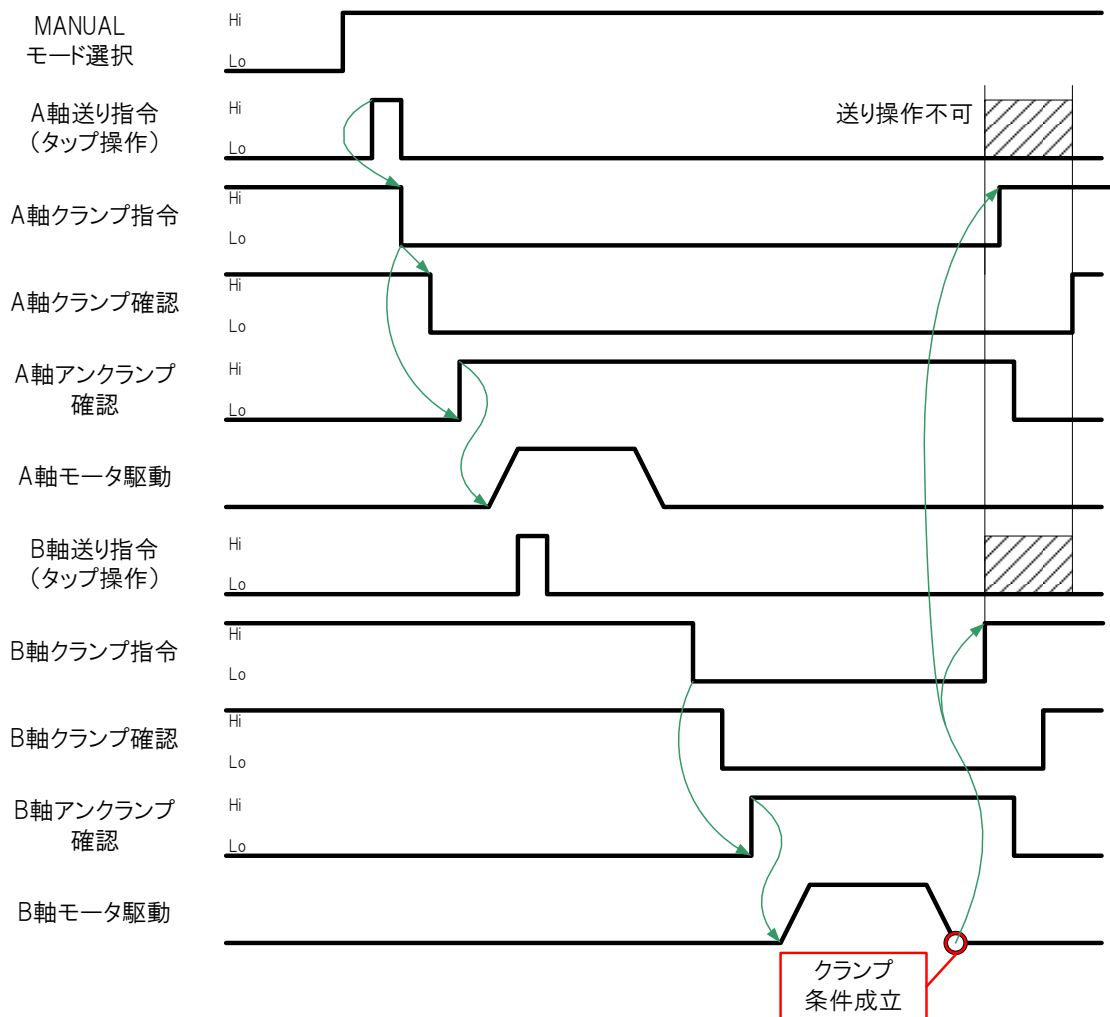 MANUAL
モード選択
Hi
Lo
A軸送り指令
（タップ操作）
Hi
Lo
送り操作不可
A軸クランプ指令
Hi
Lo
A軸クランプ確認
Hi
Lo
A軸アンクランプ
確認
Hi
Lo
A軸モータ駆動
B軸送り指令
（タップ操作）
Hi
Lo
B軸クランプ指令
Hi
Lo
B軸クランプ確認
Hi
Lo
B軸アンクランプ
確認
Hi
Lo
B軸モータ駆動
クランプ
条件成立